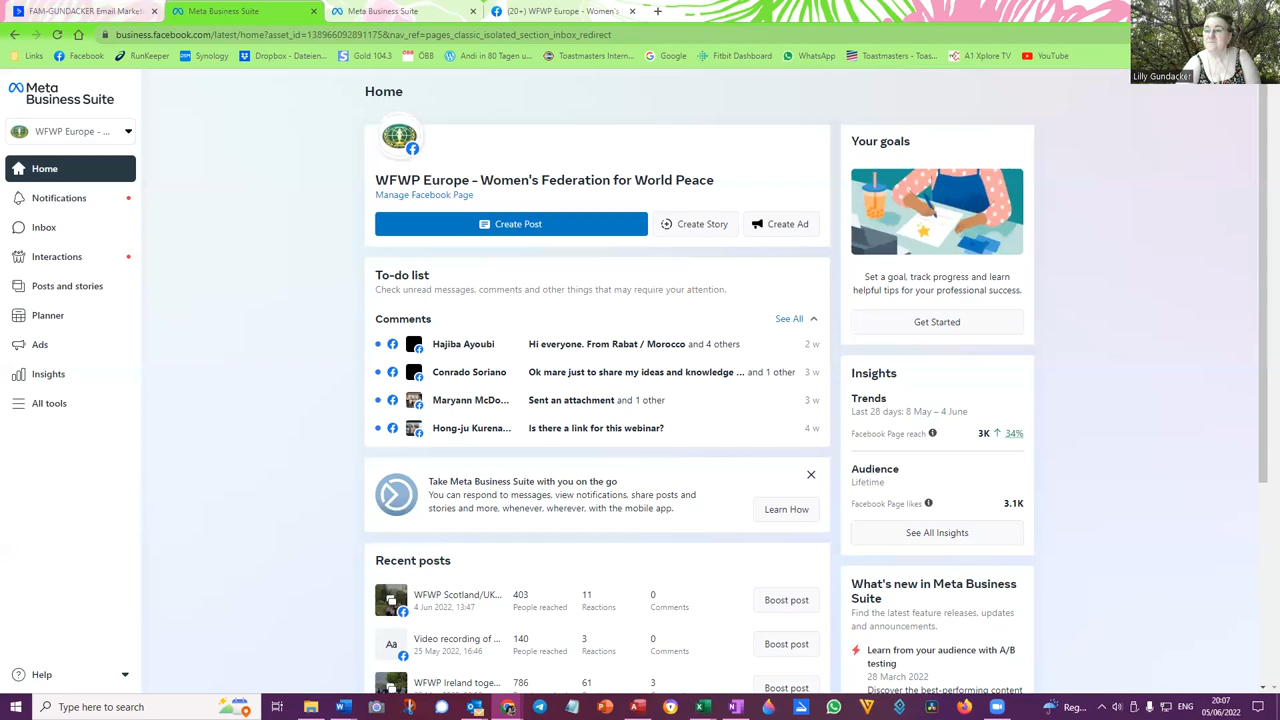 FAM-GUNDACKER Email Market
Meta Business Suite
Meta Business Suite
(20+) WFWP Europe - Women's
business.facebook.com/latest/home?asset_id=138966092891175&nav_ref=pages_classic_isolated_section_inbox_redirect
Links Facebook RunKeeper Synology Dropbox - Dateien... Gold 104.3 ÖBB Andi in 80 Tagen u... Toastmasters Intern... Google Fitbit Dashboard WhatsApp Toastmasters - Toas... A1 Xplore TV YouTube
Lilly Gundacker
Meta
Business Suite
WFWP Europe - ...
Home
Notifications
Inbox
Interactions
Posts and stories
Planner
Ads
Insights
All tools
Help
Home
WFWP Europe - Women's Federation for World Peace
Manage Facebook Page
Create Post Create Story Create Ad
To-do list
Check unread messages, comments and other things that may require your attention.
Comments See All
Hajiba Ayoubi Hi everyone. From Rabat / Morocco and 4 others 2 w
Conrado Soriano Ok mare just to share my ideas and knowledge ... and 1 other 3 w
Maryann McDo... Sent an attachment and 1 other 3 w
Hong-ju Kurena... Is there a link for this webinar? 4 w
Take Meta Business Suite with you on the go
You can respond to messages, view notifications, share posts and
stories and more, whenever, wherever, with the mobile app.
Learn How
Recent posts
WFWP Scotland/UK... 403 11 0
4 Jun 2022, 13:47 People reached Reactions Comments
Boost post
Aa
Video recording of ... 140 3 0
25 May 2022, 16:46 People reached Reactions Comments
Boost post
WFWP Ireland toge... 786 61 3
Boost post
Your goals
Set a goal, track progress and learn
helpful tips for your professional success.
Get Started
Insights
Trends
Last 28 days: 8 May – 4 June
Facebook Page reach 3K ↑ 34%
Audience
Lifetime
Facebook Page likes 3.1K
See All Insights
What's new in Meta Business
Suite
Find the latest feature releases, updates
and announcements.
Learn from your audience with A/B
testing
28 March 2022
Discover the best-performing content
Type here to search
Reg...
20:07
05/06/2022